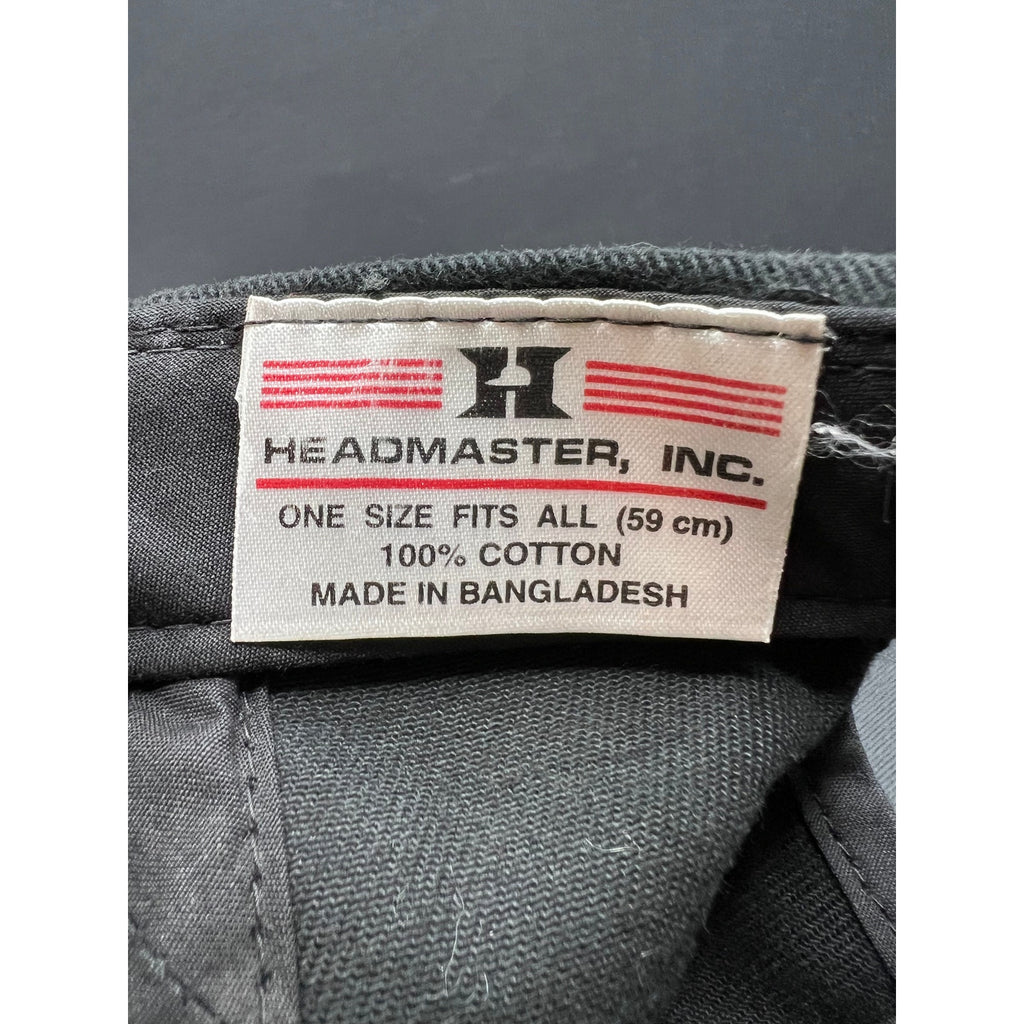 H
HEADMASTER, INC.
ONE SIZE FITS ALL (59 cm)
100% COTTON
MADE IN BANGLADESH